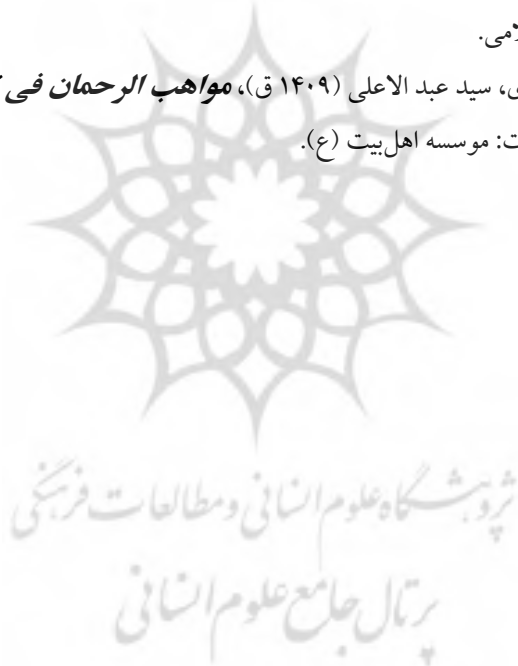 لامی.
ی، سید عبد الاعلی (۱۴۰۹ ق)، مواهب الرحمان فی
ت: موسسه اهل‌بیت (ع).
پژوهشگاه علوم انسانی و مطالعات فرهنگی
پرتال جامع علوم انسانی